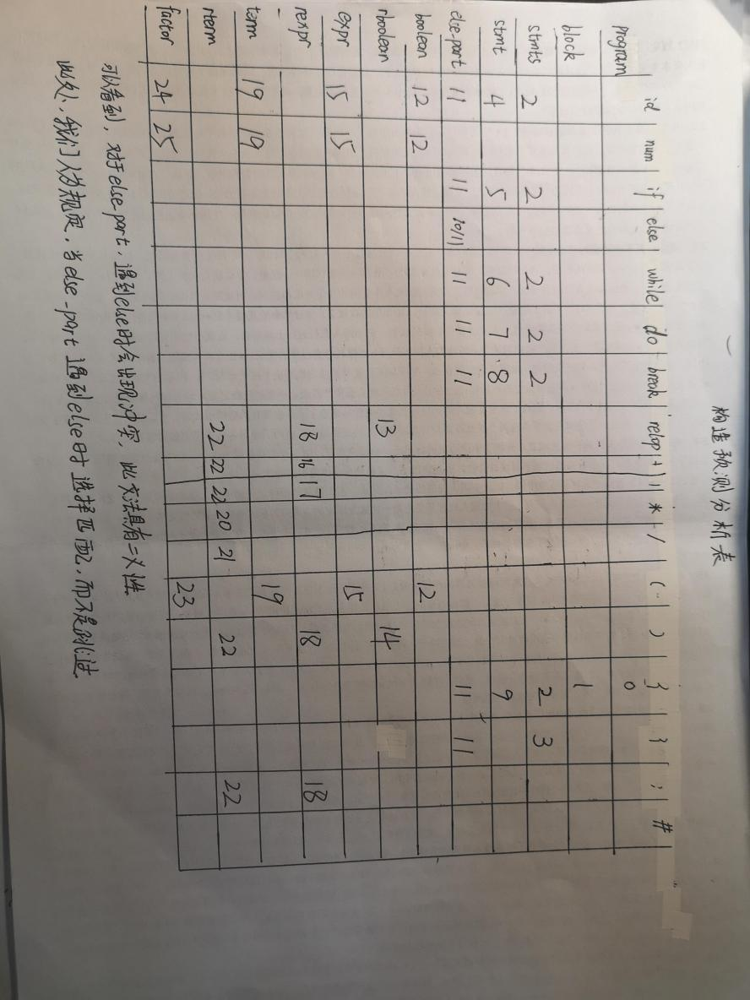 构造预测分析表
id num if else while do break relop + - * / ( ) { } ; #
program 0
block 1
stmts 2 2 2 2 2 2 3
stmt 4 5 6 7 8 9
else-part 11 11 10/11 11 11 11 11 11
boolean 12 12 12
rboolean 13 14
expr 15 15 15
rexpr 18 16 17 18 18
term 19 19 19
rterm 22 22 22 20 21 22 22
factor 24 25 23
可以看到,对于else-part,遇到else时会出现冲突,此文法具有二义性
此处,我们人为规定,当else-part遇到else时选择匹配,而不是跳过